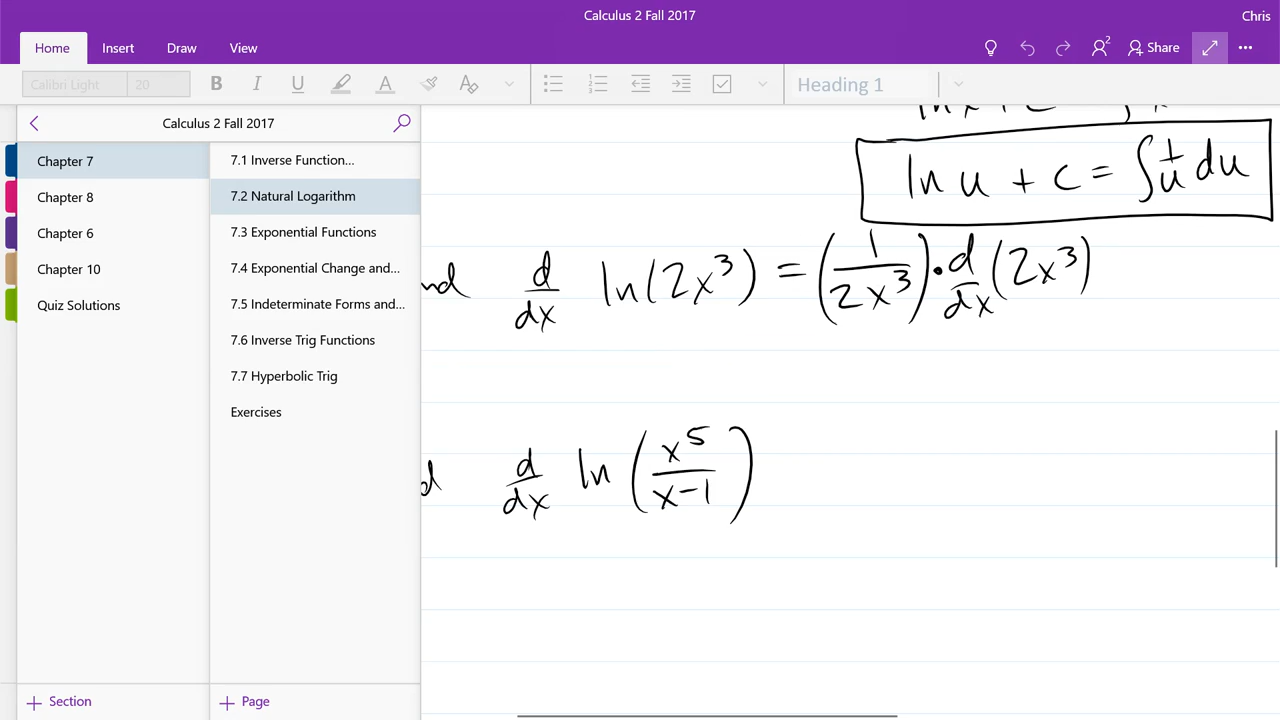 Calculus 2 Fall 2017
Chris
Home Insert Draw View
Share
Calibri Light 20
B I U A
Heading 1
Calculus 2 Fall 2017
Chapter 7
Chapter 8
Chapter 6
Chapter 10
Quiz Solutions
7.1 Inverse Function...
7.2 Natural Logarithm
7.3 Exponential Functions
7.4 Exponential Change and...
7.5 Indeterminate Forms and...
7.6 Inverse Trig Functions
7.7 Hyperbolic Trig
Exercises
+ Section
+ Page
ln u + c = ∫ 1/u du
nd d/dx ln(2x³) = (1/2x³) · d/dx (2x³)
d d/dx ln (x⁵/x-1)